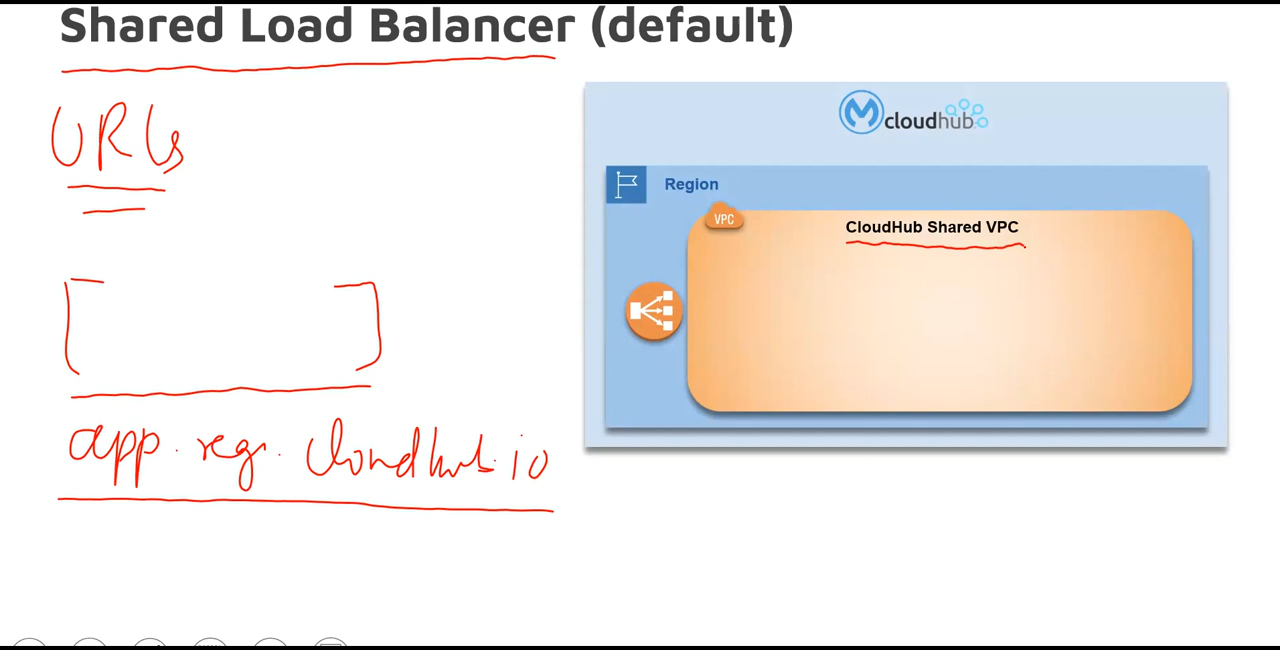 Shared Load Balancer (default)
URLs
cloudhub
Region
VPC
CloudHub Shared VPC
app. reg. cloudhub.io